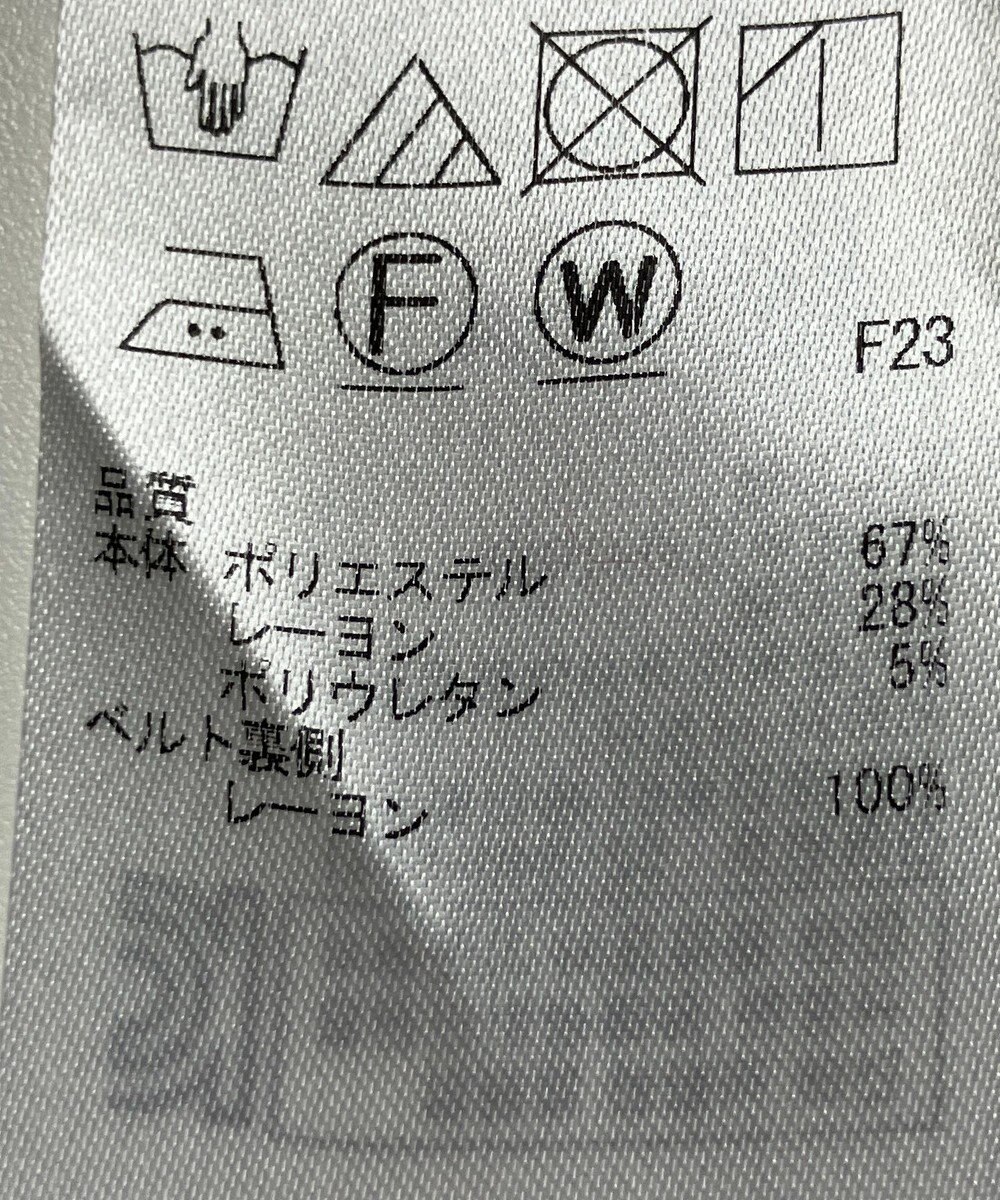 F W F23
品質
本体 ポリエステル 67%
レーヨン 28%
ポリウレタン 5%
ベルト裏側
レーヨン 100%